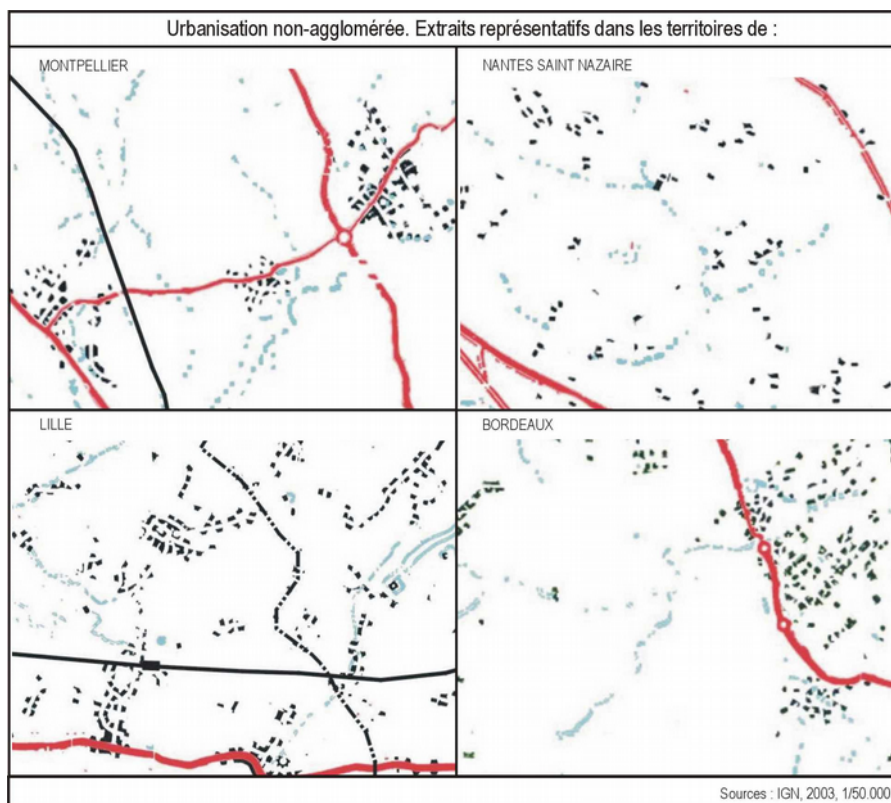 Urbanisation non-agglomérée. Extraits représentatifs dans les territoires de :
MONTPELLIER
NANTES SAINT NAZAIRE
LILLE
BORDEAUX
Sources : IGN, 2003, 1/50.000